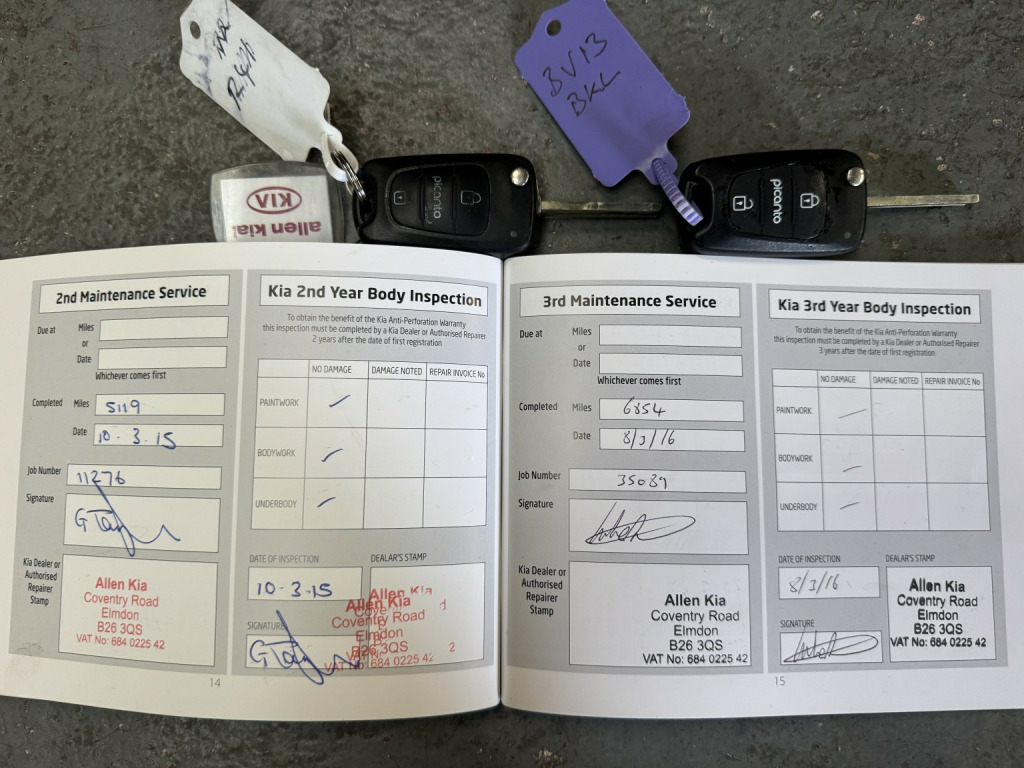 BV13
BKL
KIA
allen kia
picanto
picanto
2nd Maintenance Service
Due at
Miles
or
Date
Whichever comes first
Completed
Miles
5119
Date
10-3-15
Job Number
11276
Signature
Kia Dealer or
Authorised
Repairer
Stamp
Allen Kia
Coventry Road
Elmdon
B26 3QS
VAT No: 684 0225 42
14
Kia 2nd Year Body Inspection
To obtain the benefit of the Kia Anti-Perforation Warranty
this inspection must be completed by a Kia Dealer or Authorised Repairer
2 years after the date of first registration
NO DAMAGE DAMAGE NOTED REPAIR INVOICE No
PAINTWORK
BODYWORK
UNDERBODY
DATE OF INSPECTION
10-3-15
SIGNATURE
DEALER'S STAMP
Allen Kia
Coventry Road
Elmdon
B26 3QS
VAT No: 684 0225 42
3rd Maintenance Service
Due at
Miles
or
Date
Whichever comes first
Completed
Miles
6854
Date
8/3/16
Job Number
35089
Signature
Kia Dealer or
Authorised
Repairer
Stamp
Allen Kia
Coventry Road
Elmdon
B26 3QS
VAT No: 684 0225 42
Kia 3rd Year Body Inspection
To obtain the benefit of the Kia Anti-Perforation Warranty
this inspection must be completed by a Kia Dealer or Authorised Repairer
3 years after the date of first registration
NO DAMAGE DAMAGE NOTED REPAIR INVOICE No
PAINTWORK
BODYWORK
UNDERBODY
DATE OF INSPECTION
8/3/16
SIGNATURE
DEALER'S STAMP
Allen Kia
Coventry Road
Elmdon
B26 3QS
VAT No: 684 0225 42
15